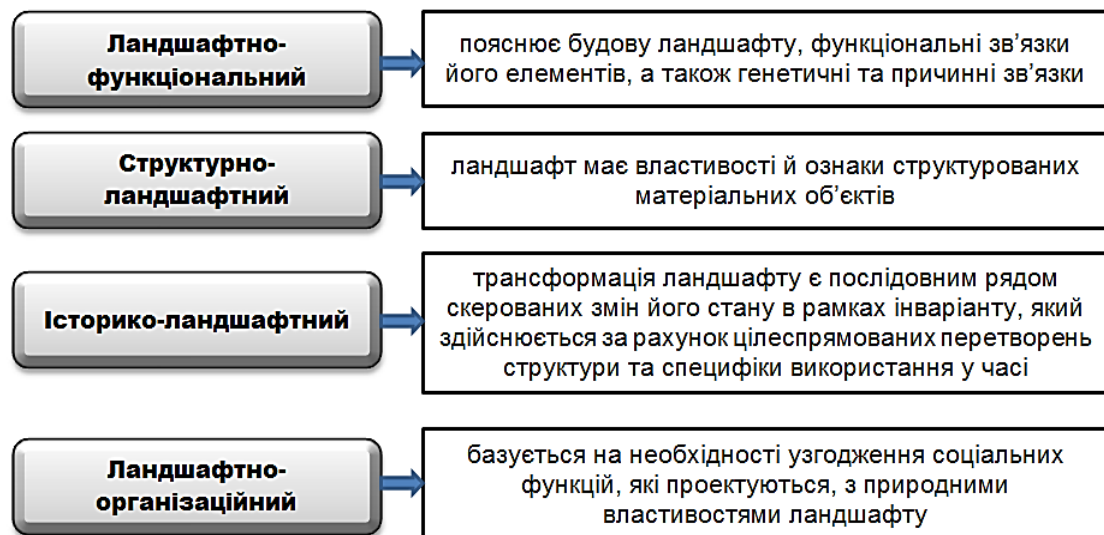 Ландшафтно-
функціональний
пояснює будову ландшафту, функціональні зв’язки
його елементів, а також генетичні та причинні зв’язки
Структурно-
ландшафтний
ландшафт має властивості й ознаки структурованих
матеріальних об’єктів
Історико-ландшафтний
трансформація ландшафту є послідовним рядом
скерованих змін його стану в рамках інваріанту, який
здійснюється за рахунок цілеспрямованих перетворень
структури та специфіки використання у часі
Ландшафтно-
організаційний
базується на необхідності узгодження соціальних
функцій, які проектуються, з природними
властивостями ландшафту